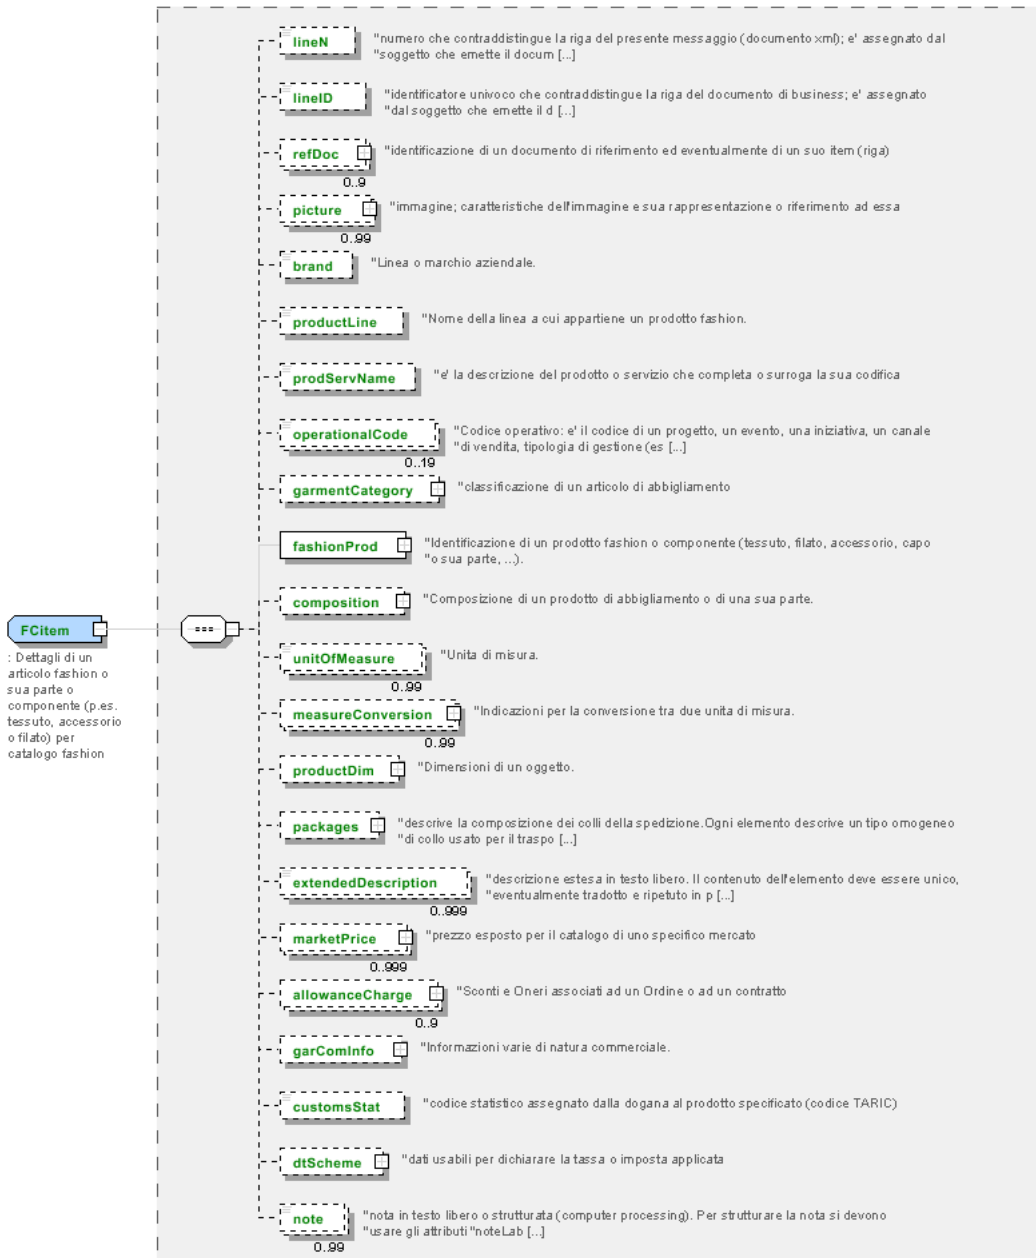 lineN
"numero che contraddistingue la riga del presente messaggio (documento xml); e' assegnato dal
"soggetto che emette il docum [...]
lineID
"identificatore univoco che contraddistingue la riga del documento di business; e' assegnato
"dal soggetto che emette il d [...]
refDoc
"identificazione di un documento di riferimento ed eventualmente di un suo item (riga)
0..9
picture
"immagine; caratteristiche dell'immagine e sua rappresentazione o riferimento ad essa
0..99
brand
"Linea o marchio aziendale.
productLine
"Nome della linea a cui appartiene un prodotto fashion.
prodServName
"e' la descrizione del prodotto o servizio che completa o surroga la sua codifica
operationalCode
"Codice operativo: e' il codice di un progetto, un evento, una iniziativa, un canale
"di vendita, tipologia di gestione (es [...]
0..19
garmentCategory
"classificazione di un articolo di abbigliamento
fashionProd
"Identificazione di un prodotto fashion o componente (tessuto, filato, accessorio, capo
"o sua parte, ...).
composition
"Composizione di un prodotto di abbigliamento o di una sua parte.
FCitem
: Dettagli di un
articolo fashion o
sua parte o
componente (p.es.
tessuto, accessorio
o filato) per
catalogo fashion
unitOfMeasure
"Unita di misura.
0..99
measureConversion
"Indicazioni per la conversione tra due unita di misura.
0..99
productDim
"Dimensioni di un oggetto.
packages
"descrive la composizione dei colli della spedizione.Ogni elemento descrive un tipo omogeneo
"di collo usato per il traspo [...]
extendedDescription
"descrizione estesa in testo libero. Il contenuto dell'elemento deve essere unico,
"eventualmente tradotto e ripetuto in p [...]
0..999
marketPrice
"prezzo esposto per il catalogo di uno specifico mercato
0..999
allowanceCharge
"Sconti e Oneri associati ad un Ordine o ad un contratto
0..9
garComInfo
"Informazioni varie di natura commerciale.
customsStat
"codice statistico assegnato dalla dogana al prodotto specificato (codice TARIC)
dtScheme
"dati usabili per dichiarare la tassa o imposta applicata
note
"nota in testo libero o strutturata (computer processing). Per strutturare la nota si devono
"usare gli attributi "noteLab [...]
0..99